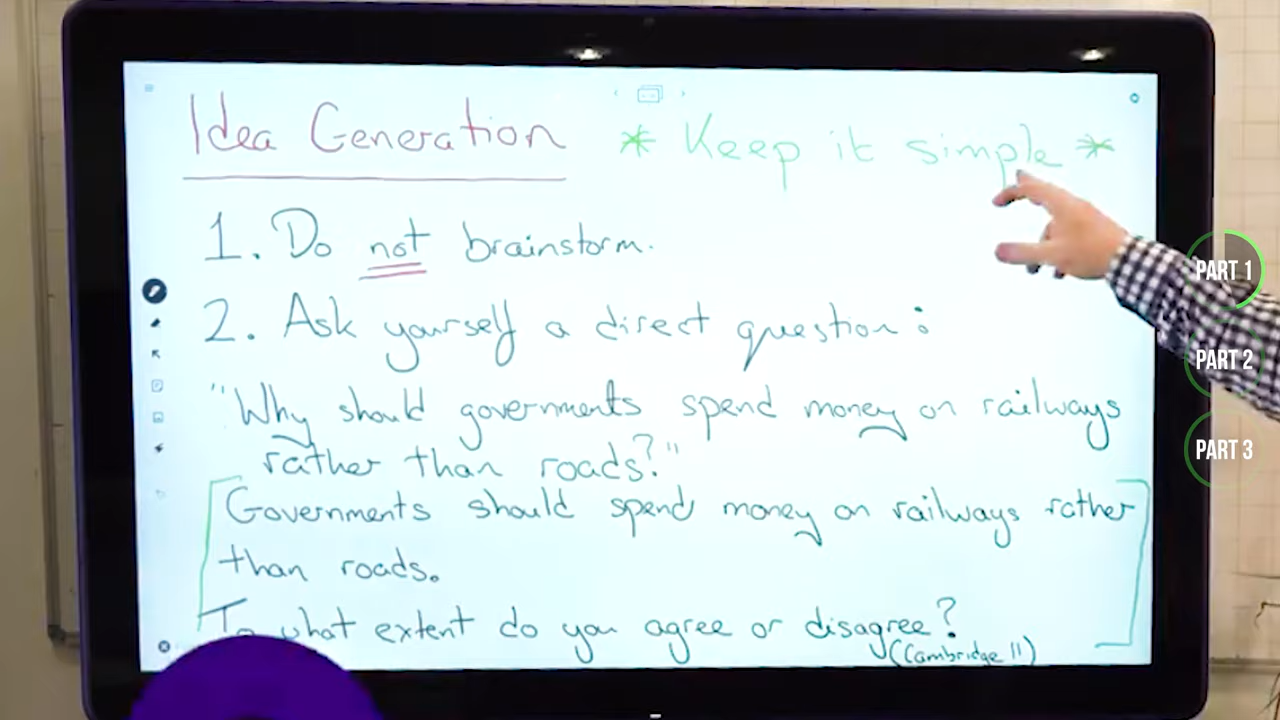 Idea Generation * Keep it simple *
1. Do not brainstorm.
2. Ask yourself a direct question:
"Why should governments spend money on railways
rather than roads?"
Governments should spend money on railways rather
than roads.
To what extent do you agree or disagree?
(Cambridge 11)
PART 1
PART 2
PART 3